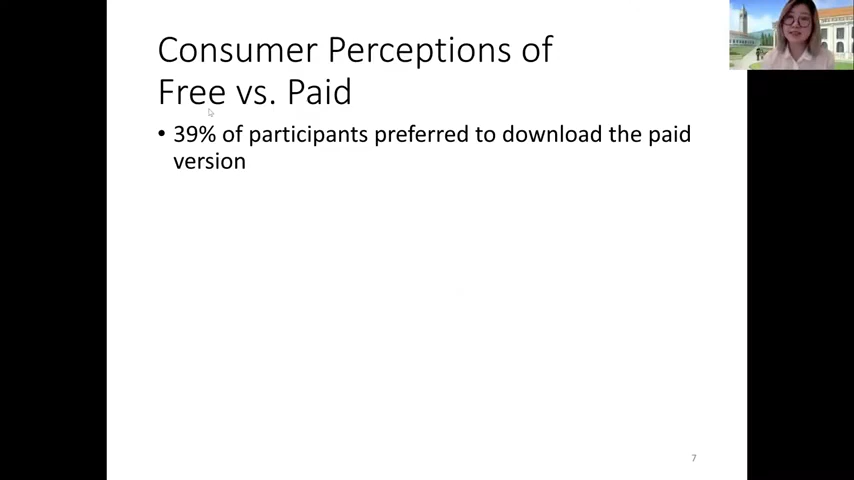 Consumer Perceptions of
Free vs. Paid
• 39% of participants preferred to download the paid
version
7